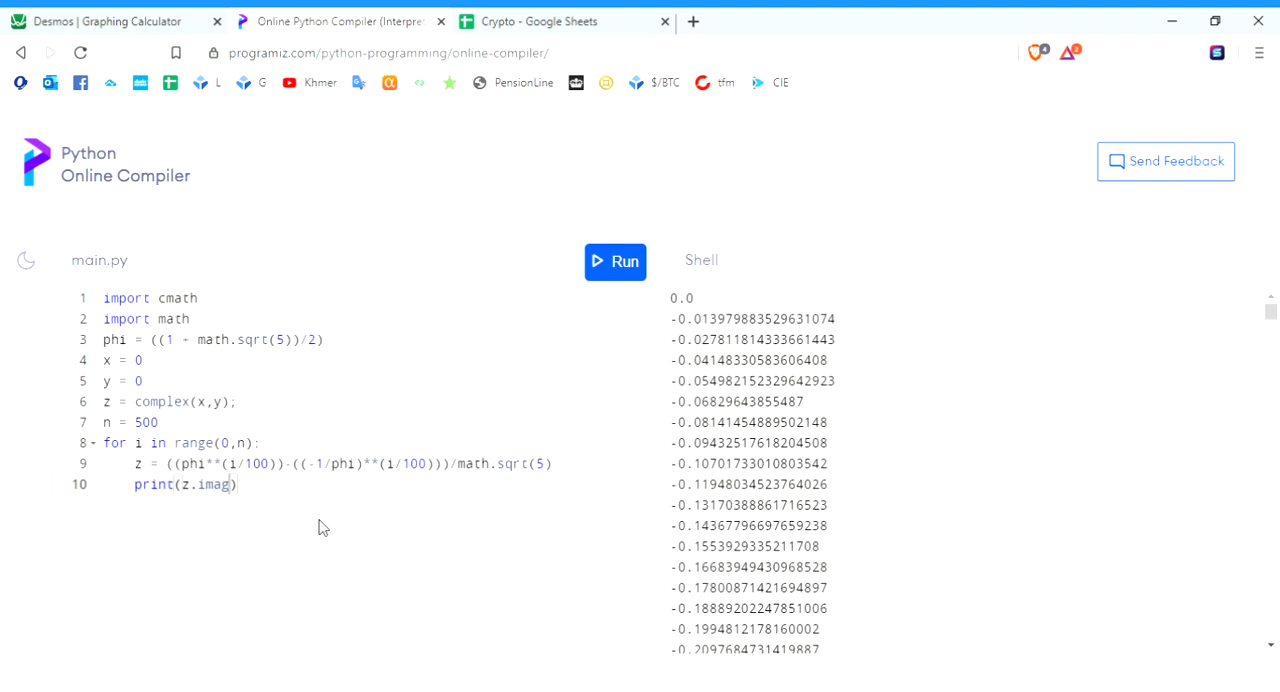 Desmos | Graphing Calculator
Online Python Compiler (Interpre
Crypto - Google Sheets
programiz.com/python-programming/online-compiler/
4
2
L
G
Khmer
PensionLine
$/BTC
tfm
CIE
Python
Online Compiler
Send Feedback
main.py
Run
Shell
1 import cmath
2 import math
3 phi = ((1 + math.sqrt(5))/2)
4 x = 0
5 y = 0
6 z = complex(x,y);
7 n = 500
8 for i in range(0,n):
9 z = ((phi**(i/100))-((-1/phi)**(i/100)))/math.sqrt(5)
10 print(z.imag)
0.0
-0.013979883529631074
-0.027811814333661443
-0.04148330583606408
-0.054982152329642923
-0.06829643855487
-0.08141454889502148
-0.09432517618204508
-0.10701733010803542
-0.11948034523764026
-0.13170388861716523
-0.14367796697659238
-0.1553929335211708
-0.16683949430968528
-0.17800871421694897
-0.18889202247851006
-0.1994812178160002
-0.2097684731419887